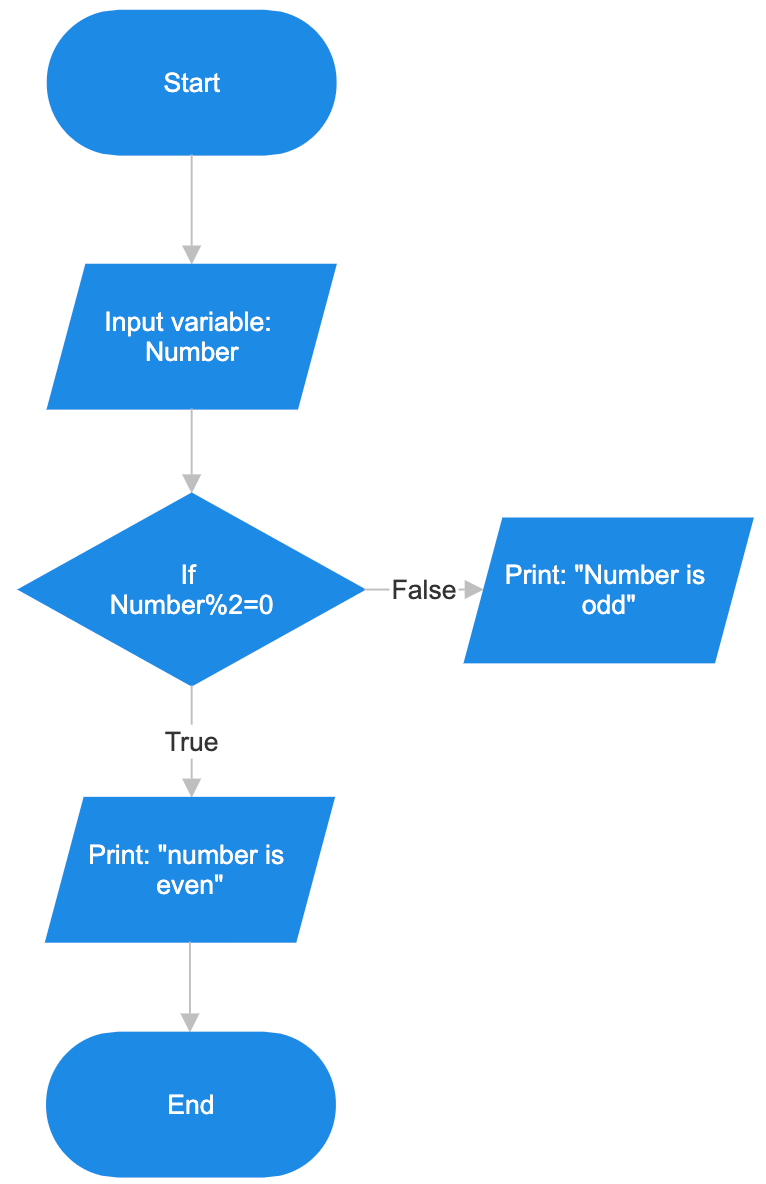 Start
Input variable:
Number
If
Number%2=0
False
Print: "Number is
odd"
True
Print: "number is
even"
End